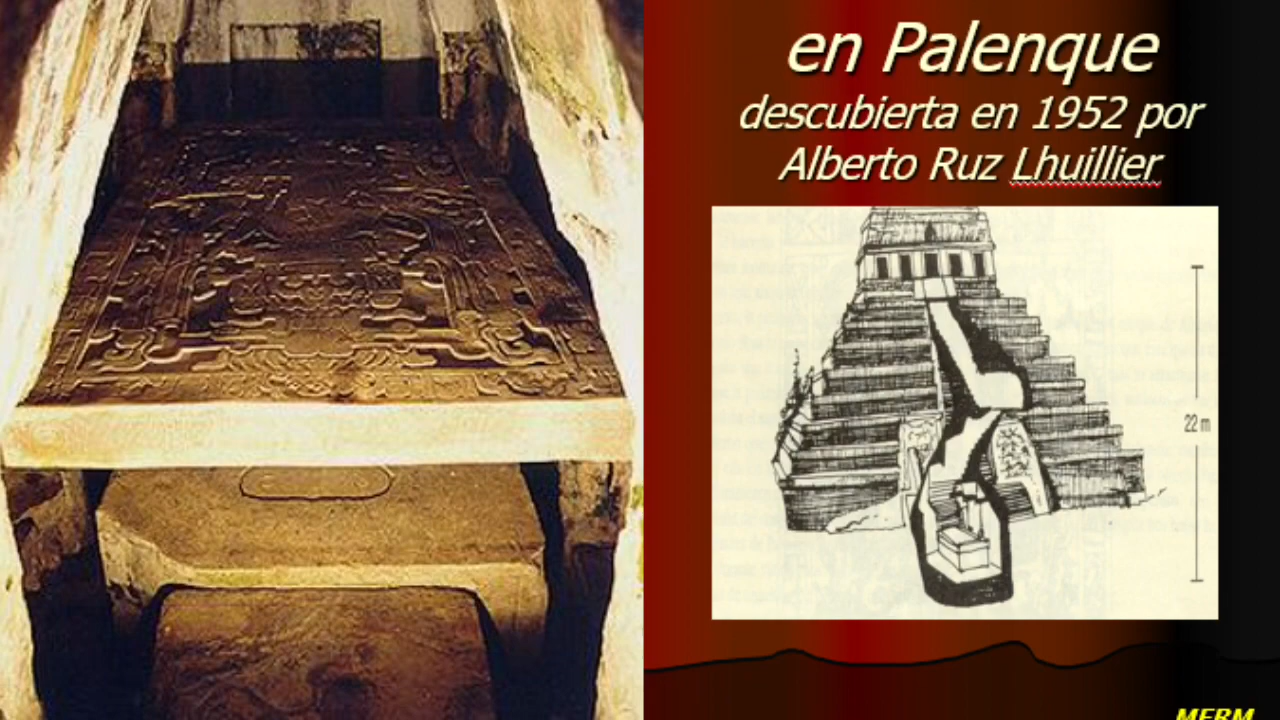 en Palenque
descubierta en 1952 por
Alberto Ruz Lhuillier
22 m
MERM